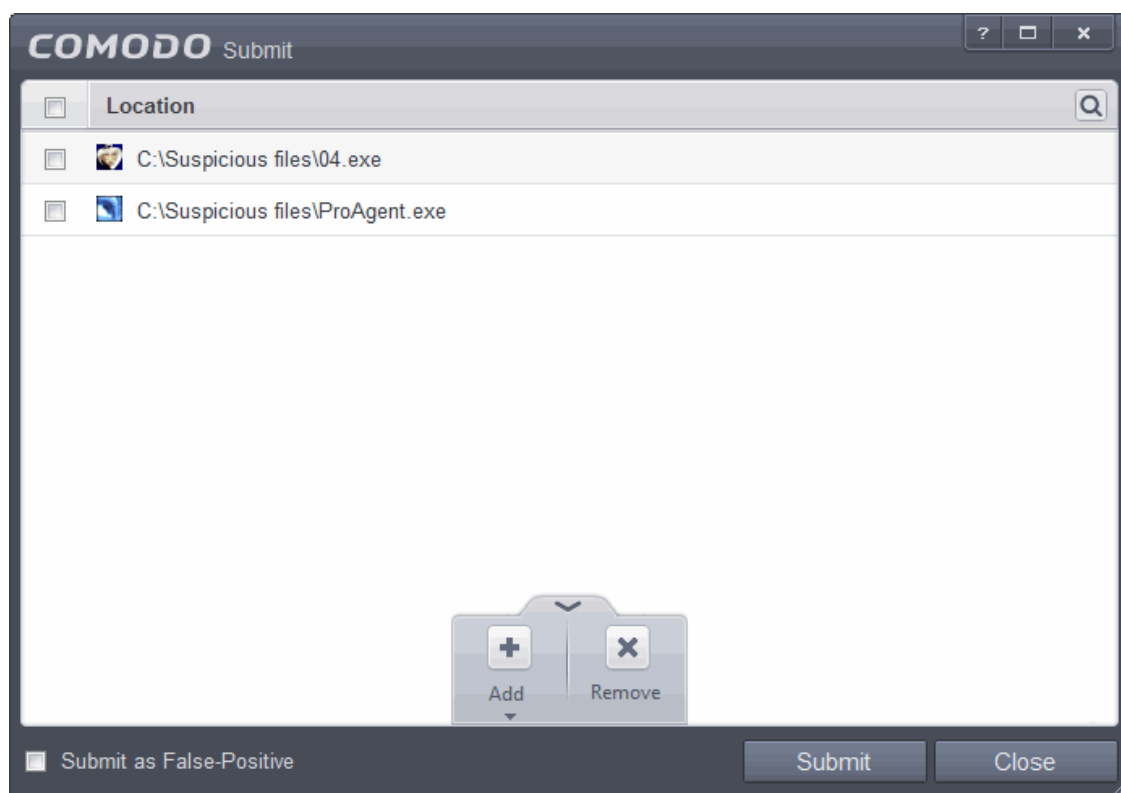 COMODO Submit
?
Location
C:\Suspicious files\04.exe
C:\Suspicious files\ProAgent.exe
Add
Remove
Submit as False-Positive
Submit
Close